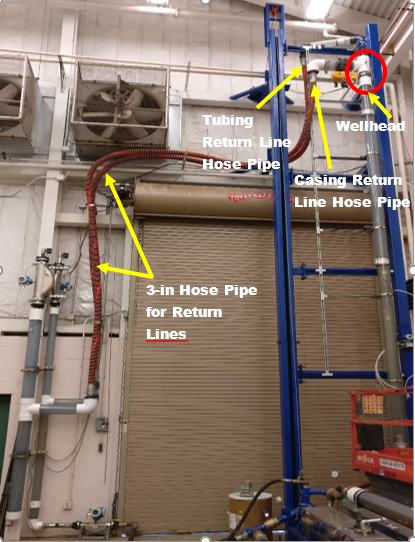 Tubing
Return Line
Hose Pipe
Wellhead
Casing Return
Line Hose Pipe
3-in Hose Pipe
for Return
Lines